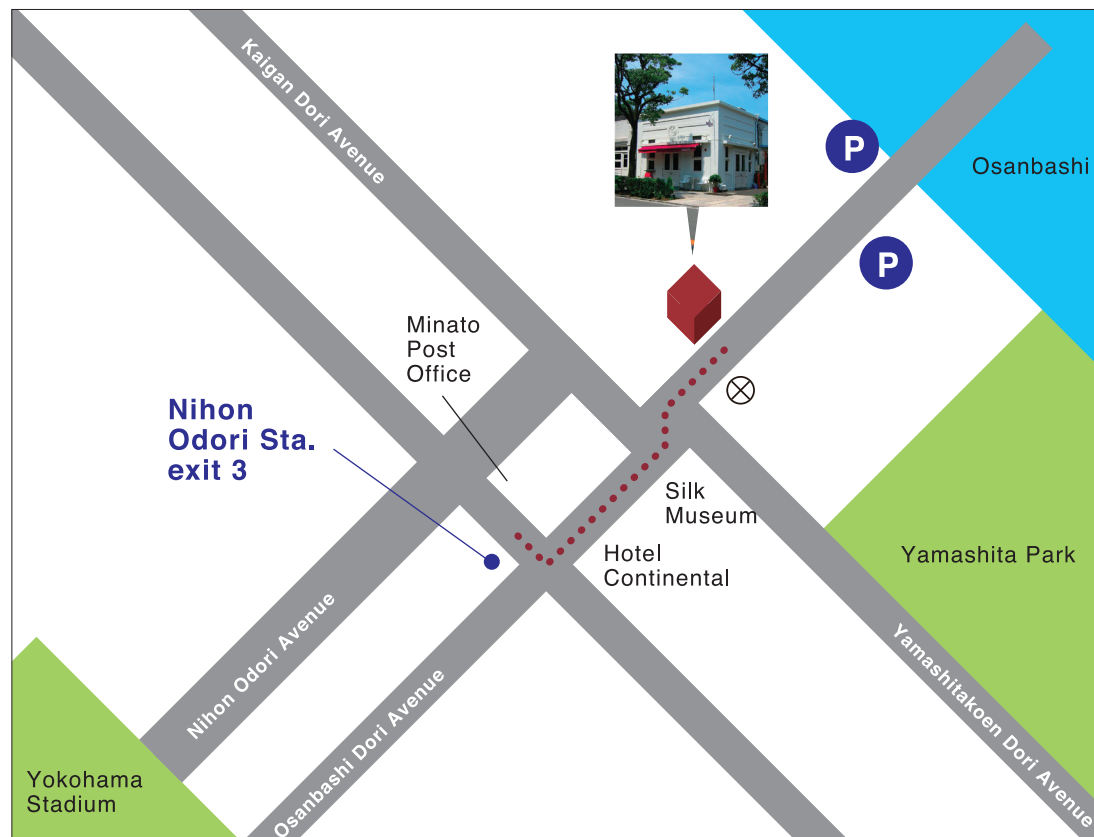 Kaigan Dori Avenue
P
Osanbashi
P
Minato
Post
Office
Nihon
Odori Sta.
exit 3
Silk
Museum
Hotel
Continental
Yamashita Park
Nihon Odori Avenue
Osanbashi Dori Avenue
Yamashitakoen Dori Avenue
Yokohama
Stadium